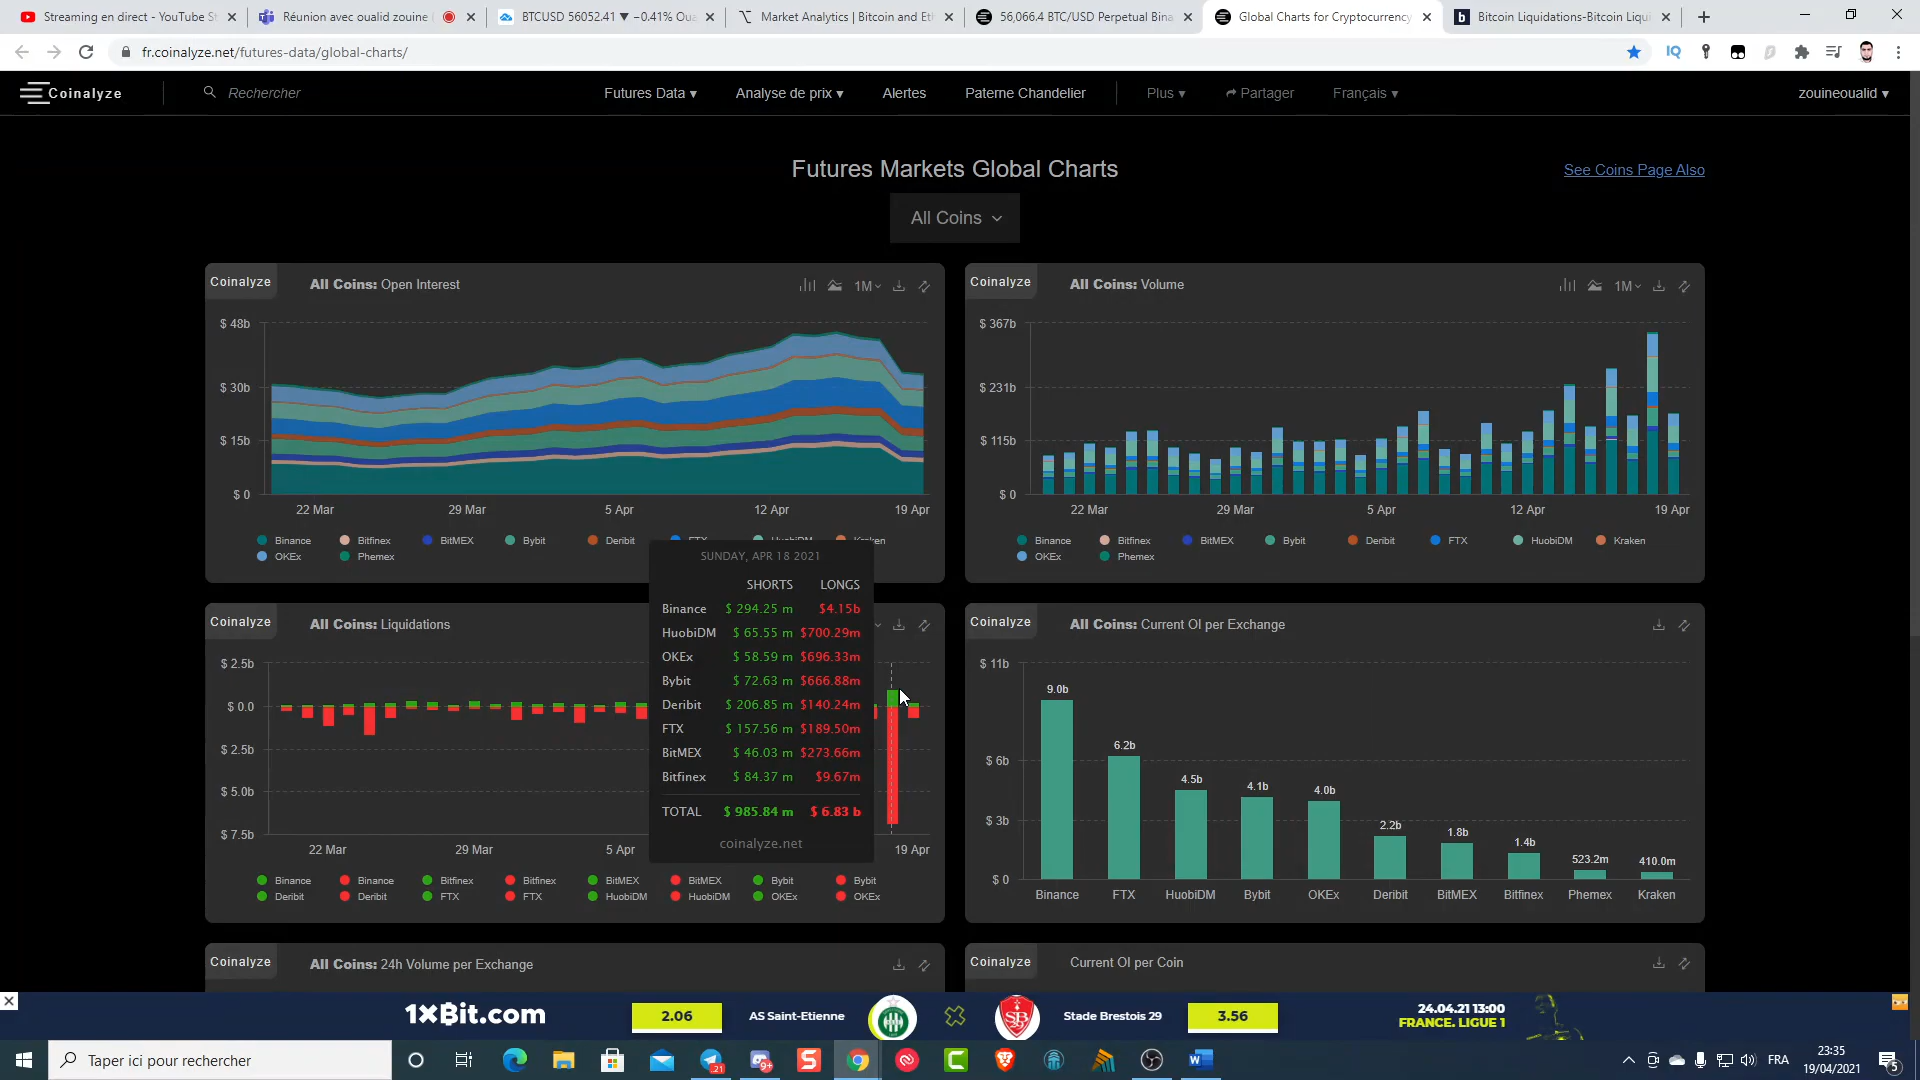 Streaming en direct - YouTube St
Réunion avec oualid zouine
BTCUSD 56052.41 ▼ −0.41% Oua
Market Analytics | Bitcoin and Eth
56,066.4 BTC/USD Perpetual Bina
Global Charts for Cryptocurrency
Bitcoin Liquidations-Bitcoin Liqui
fr.coinalyze.net/futures-data/global-charts/
IQ
Coinalyze
Rechercher
Futures Data ▾
Analyse de prix ▾
Alertes
Paterne Chandelier
Plus ▾
Partager
Français ▾
zouineoualid ▾
Futures Markets Global Charts
See Coins Page Also
All Coins
Coinalyze
All Coins: Open Interest
1M
$ 48b
$ 30b
$ 15b
$ 0
22 Mar 29 Mar 5 Apr 12 Apr 19 Apr
Binance Bitfinex BitMEX Bybit Deribit FTX HuobiDM Kraken
OKEx Phemex
Coinalyze
All Coins: Volume
1M
$ 367b
$ 231b
$ 115b
$ 0
22 Mar 29 Mar 5 Apr 12 Apr 19 Apr
Binance Bitfinex BitMEX Bybit Deribit FTX HuobiDM Kraken
OKEx Phemex
Coinalyze
All Coins: Liquidations
$ 2.5b
$ 0.0
$ 2.5b
$ 5.0b
$ 7.5b
22 Mar 29 Mar 5 Apr 19 Apr
Binance Binance Bitfinex Bitfinex BitMEX BitMEX Bybit Bybit
Deribit Deribit FTX FTX HuobiDM HuobiDM OKEx OKEx
SUNDAY, APR 18 2021
SHORTS LONGS
Binance $ 294.25 m $4.15b
HuobiDM $ 65.55 m $700.29m
OKEx $ 58.59 m $696.33m
Bybit $ 72.63 m $666.88m
Deribit $ 206.85 m $140.24m
FTX $ 157.56 m $189.50m
BitMEX $ 46.03 m $273.66m
Bitfinex $ 84.37 m $9.67m
TOTAL $ 985.84 m $ 6.83 b
coinalyze.net
Coinalyze
All Coins: Current OI per Exchange
$ 11b
$ 6b
$ 3b
$ 0
9.0b 6.2b 4.5b 4.1b 4.0b 2.2b 1.8b 1.4b 523.2m 410.0m
Binance FTX HuobiDM Bybit OKEx Deribit BitMEX Bitfinex Phemex Kraken
Coinalyze
All Coins: 24h Volume per Exchange
Coinalyze
Current OI per Coin
1XBit.com
2.06
AS Saint-Etienne
SB
29
Stade Brestois 29
3.56
24.04.21 13:00
FRANCE. LIGUE 1
Taper ici pour rechercher
21
9+
FRA
23:35
19/04/2021
5